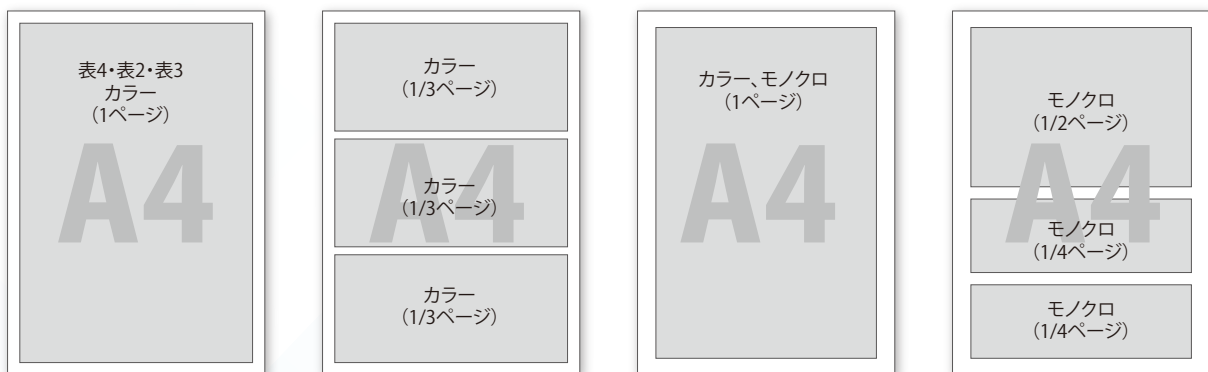 表4・表2・表3
カラー
（1ページ）
A4
カラー
（1/3ページ）
カラー
（1/3ページ）
A4
カラー
（1/3ページ）
カラー、モノクロ
（1ページ）
A4
モノクロ
（1/2ページ）
A4
モノクロ
（1/4ページ）
モノクロ
（1/4ページ）